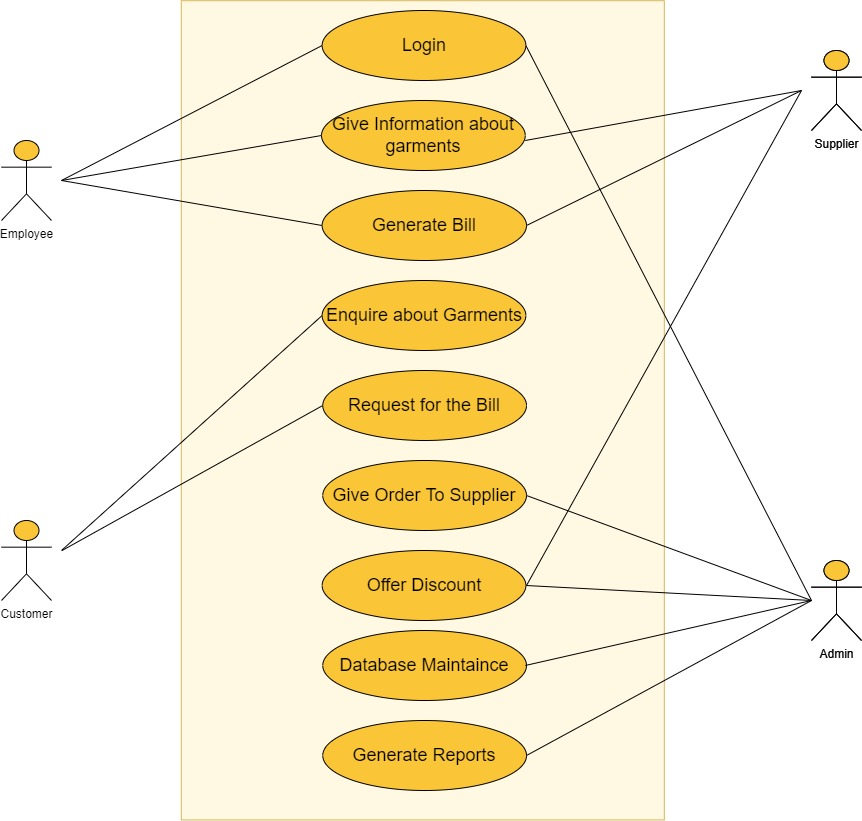 Login
Give Information about
garments
Generate Bill
Enquire about Garments
Request for the Bill
Give Order To Supplier
Offer Discount
Database Maintaince
Generate Reports
Employee
Customer
Supplier
Admin